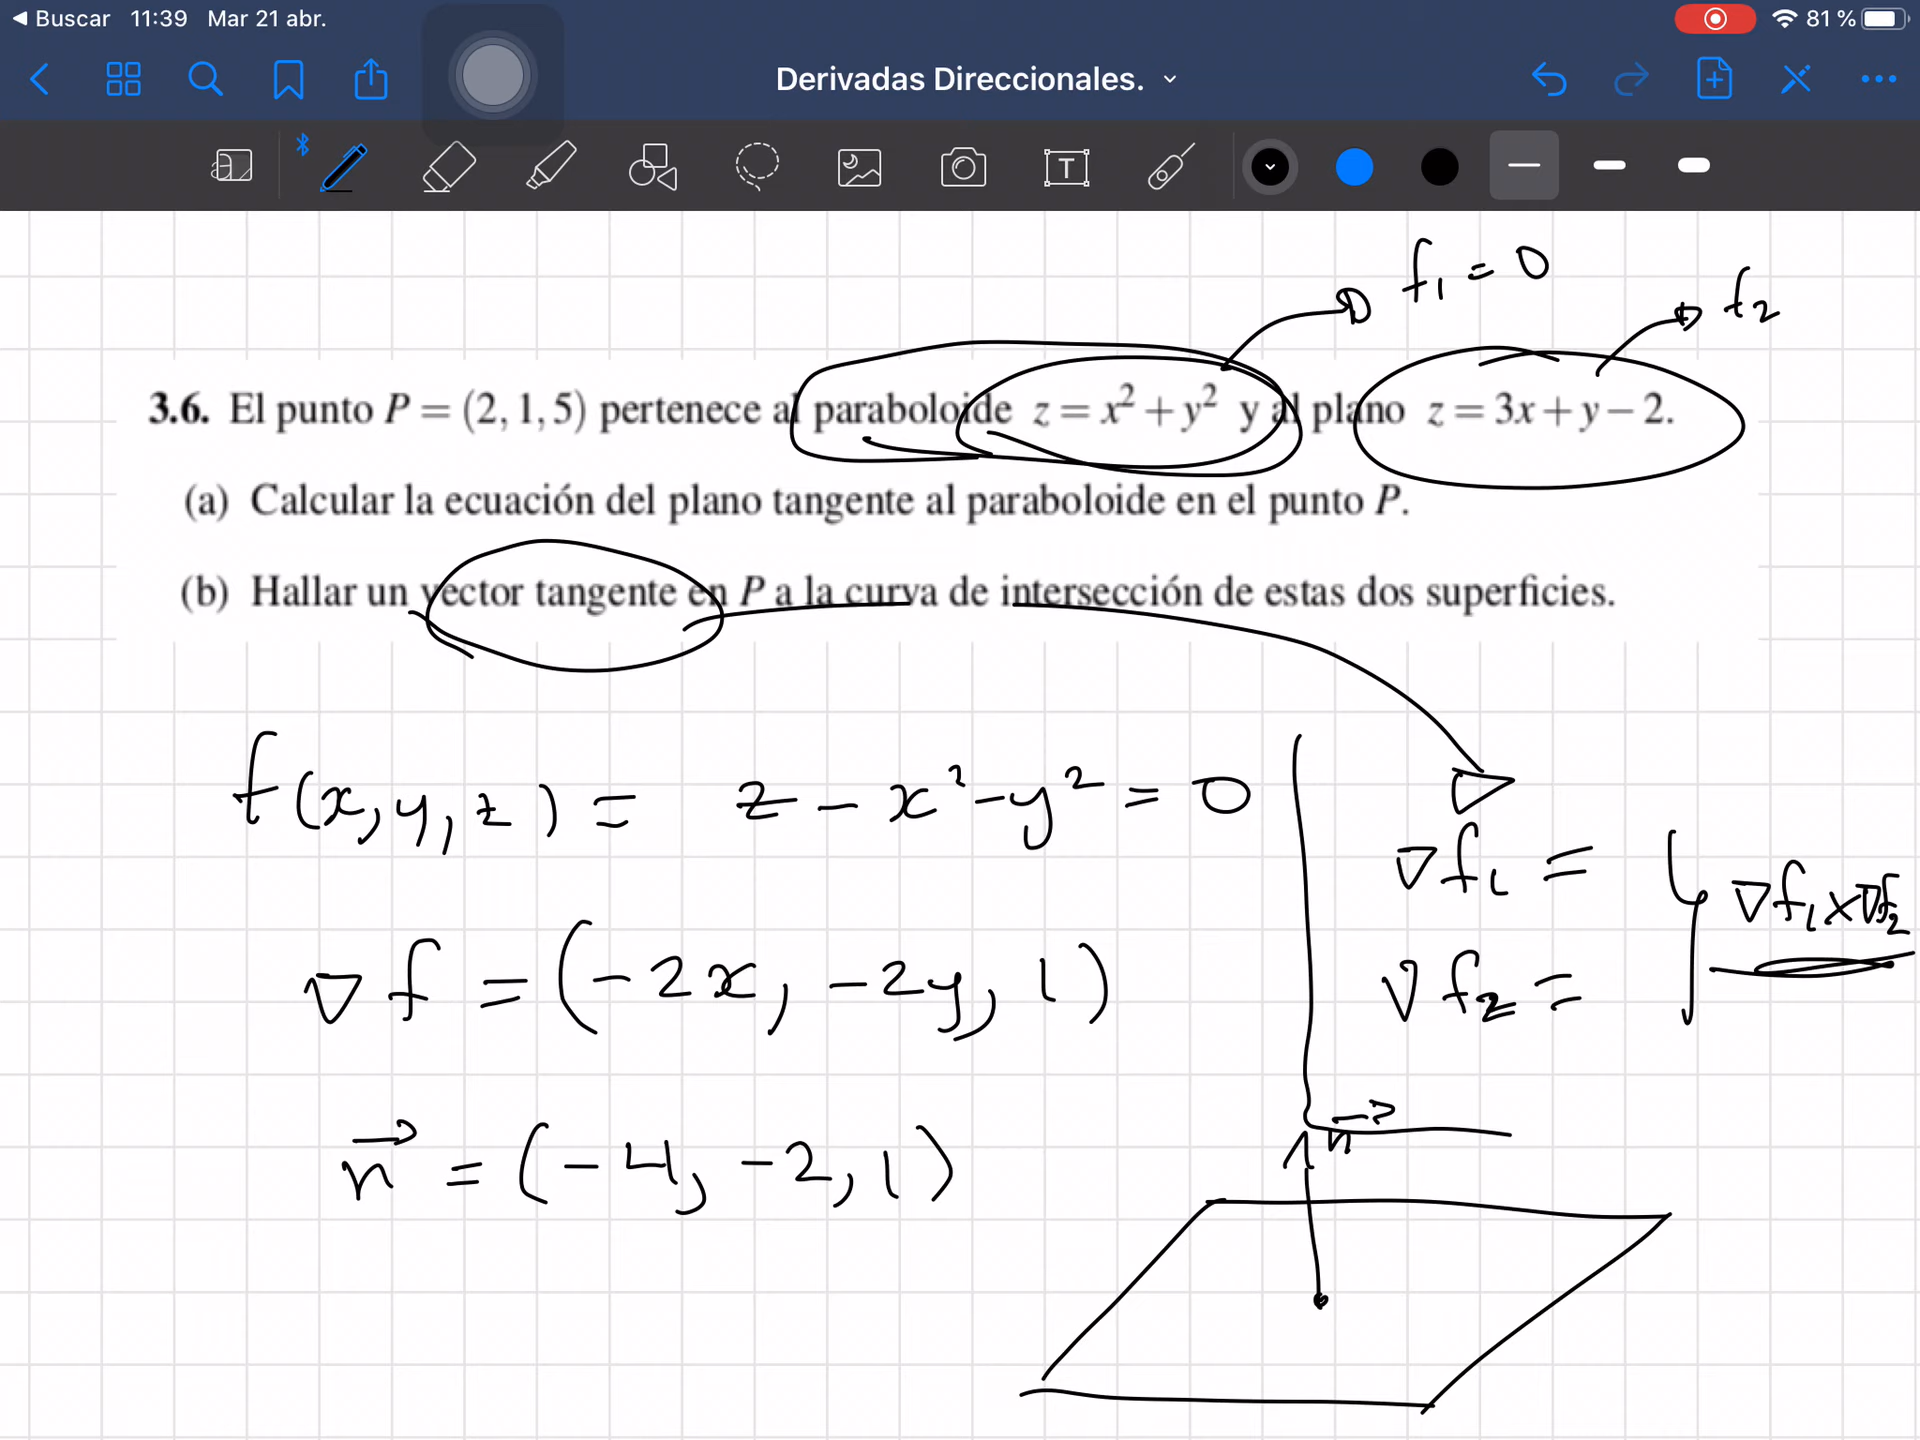 Buscar 11:39 Mar 21 abr. 81 %
Derivadas Direccionales.
T
f₁ = 0
f₂
3.6. El punto P = (2, 1, 5) pertenece al paraboloide z = x² + y² y al plano z = 3x + y − 2.
(a) Calcular la ecuación del plano tangente al paraboloide en el punto P.
(b) Hallar un vector tangente en P a la curva de intersección de estas dos superficies.
f(x, y, z) = z − x² − y² = 0
∇f₁ =
∇f₁ × ∇f₂
∇f = (−2x, −2y, 1)
∇f₂ =
n⃗
n⃗ = (−4, −2, 1)